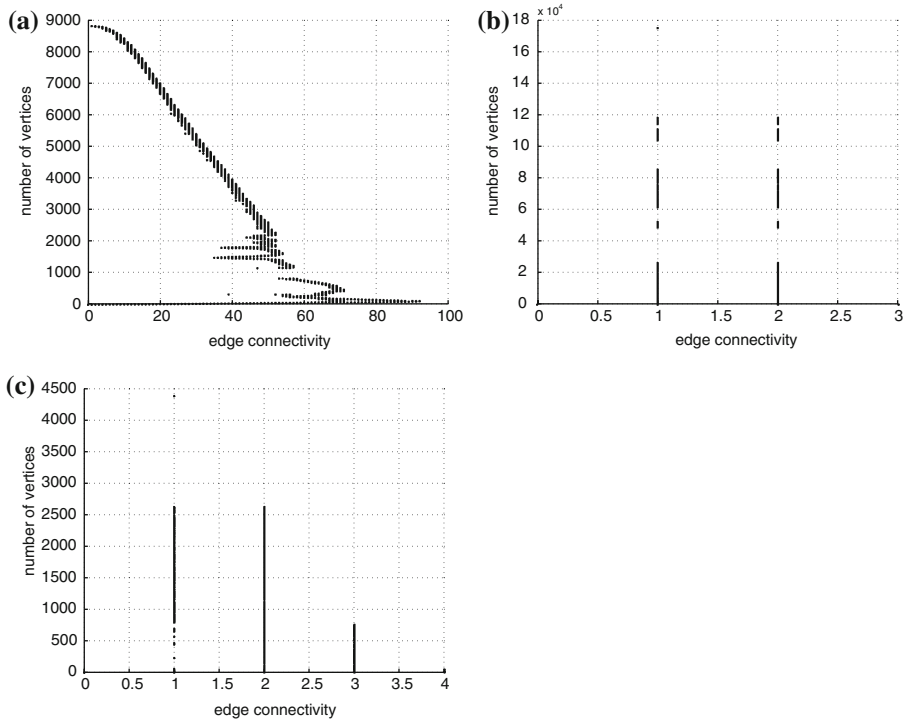 (a)
9000
8000
7000
6000
5000
4000
3000
2000
1000
0
number of vertices
0 20 40 60 80 100
edge connectivity
(b)
x 10⁴
18
16
14
12
10
8
6
4
2
0
number of vertices
0 0.5 1 1.5 2 2.5 3
edge connectivity
(c)
4500
4000
3500
3000
2500
2000
1500
1000
500
0
number of vertices
0 0.5 1 1.5 2 2.5 3 3.5 4
edge connectivity